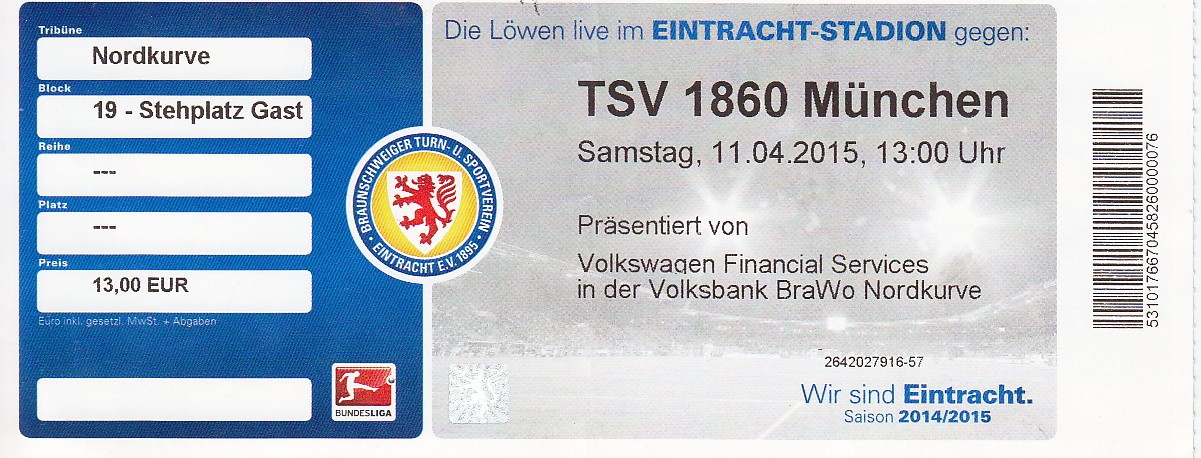 Tribüne
Nordkurve
Block
19 - Stehplatz Gast
Reihe
---
Platz
---
Preis
13,00 EUR
Euro inkl. gesetzl. MwSt. + Abgaben
BUNDESLIGA
BRAUNSCHWEIGER TURN- U. SPORTVEREIN
EINTRACHT E.V. 1895
Die Löwen live im EINTRACHT-STADION gegen:
TSV 1860 München
Samstag, 11.04.2015, 13:00 Uhr
Präsentiert von
Volkswagen Financial Services
in der Volksbank BraWo Nordkurve
2642027916-57
Wir sind Eintracht.
Saison 2014/2015
5310176670458260000076